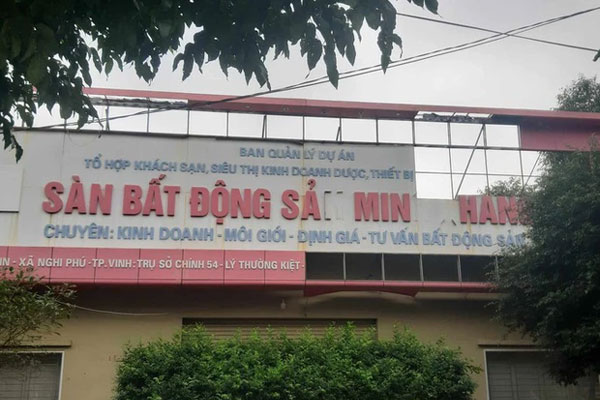 BAN QUẢN LÝ DỰ ÁN
TỔ HỢP KHÁCH SẠN, SIÊU THỊ KINH DOANH DƯỢC, THIẾT BỊ
SÀN BẤT ĐỘNG SẢ MIN HAN
CHUYÊN: KINH DOANH - MÔI GIỚI - ĐỊNH GIÁ - TƯ VẤN BẤT ĐỘNG SẢN
IN - XÃ NGHI PHÚ - TP.VINH: TRỤ SỞ CHÍNH 54 - LÝ THƯỜNG KIỆT -